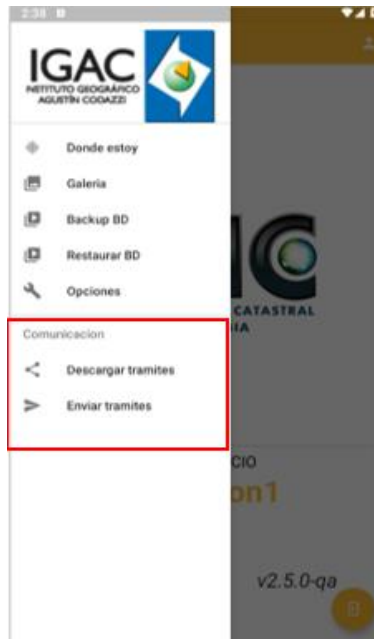 2:38
IGAC
INSTITUTO GEOGRÁFICO
AGUSTÍN CODAZZI
Donde estoy
Galeria
Backup BD
Restaurar BD
Opciones
Comunicacion
Descargar tramites
Enviar tramites
CATASTRAL
IA
CIO
on1
v2.5.0-qa